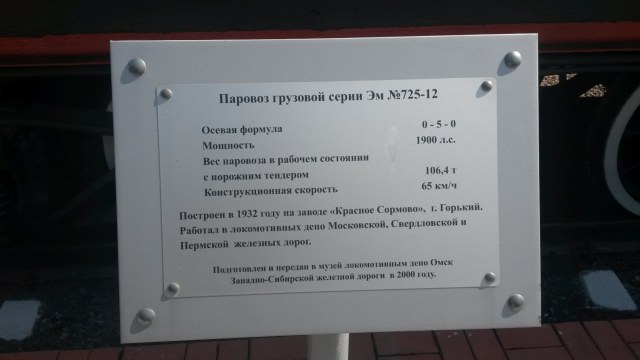 Паровоз грузовой серии Эм №725-12
Осевая формула 0 - 5 - 0
Мощность 1900 л.с.
Вес паровоза в рабочем состоянии
с порожним тендером 106,4 т
Конструкционная скорость 65 км/ч
Построен в 1932 году на заводе «Красное Сормово», г. Горький.
Работал в локомотивных депо Московской, Свердловской и
Пермской железных дорог.
Подготовлен и передан в музей локомотивным депо Омск
Западно-Сибирской железной дороги в 2000 году.